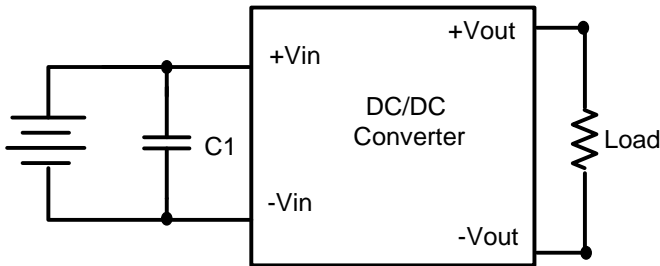 +Vout
+Vin
DC/DC
Converter
C1
Load
-Vin
-Vout